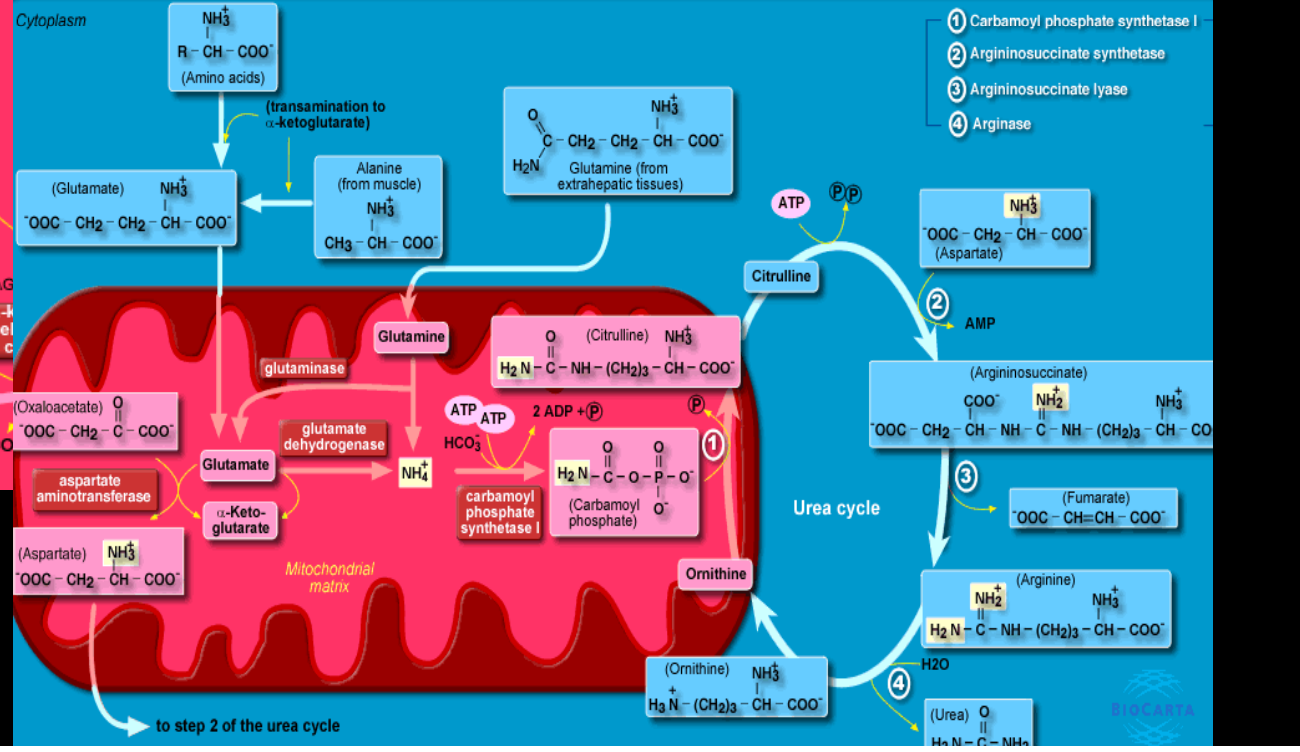 Cytoplasm
NH3+
R – CH – COO-
(Amino acids)
(transamination to
α-ketoglutarate)
(Glutamate) NH3+
-OOC – CH2 – CH2 – CH – COO-
Alanine
(from muscle)
NH3+
CH3 – CH – COO-
O NH3+
C – CH2 – CH2 – CH – COO-
H2N
Glutamine (from
extrahepatic tissues)
1 Carbamoyl phosphate synthetase I
2 Argininosuccinate synthetase
3 Argininosuccinate lyase
4 Arginase
ATP
P P
Citrulline
NH3+
-OOC – CH2 – CH – COO-
(Aspartate)
2
AMP
Glutamine
glutaminase
(Citrulline) NH3+
O
H2N – C – NH – (CH2)3 – CH – COO-
(Argininosuccinate)
COO- NH2+ NH3+
-OOC – CH2 – CH – NH – C – NH – (CH2)3 – CH – CO
(Oxaloacetate) O
-OOC – CH2 – C – COO-
glutamate
dehydrogenase
ATP ATP
2 ADP + P
HCO3-
P
1
Glutamate
NH4+
O O
H2N – C – O – P – O-
O-
(Carbamoyl
phosphate)
carbamoyl
phosphate
synthetase I
aspartate
aminotransferase
α-Keto-
glutarate
Urea cycle
3
(Fumarate)
-OOC – CH=CH – COO-
(Aspartate) NH3+
-OOC – CH2 – CH – COO-
Mitochondrial
matrix
Ornithine
(Arginine)
NH2+ NH3+
H2N – C – NH – (CH2)3 – CH – COO-
H2O
4
(Ornithine) NH3+
H3N+ – (CH2)3 – CH – COO-
to step 2 of the urea cycle
(Urea) O
H2N – C – NH2
BIOCARTA